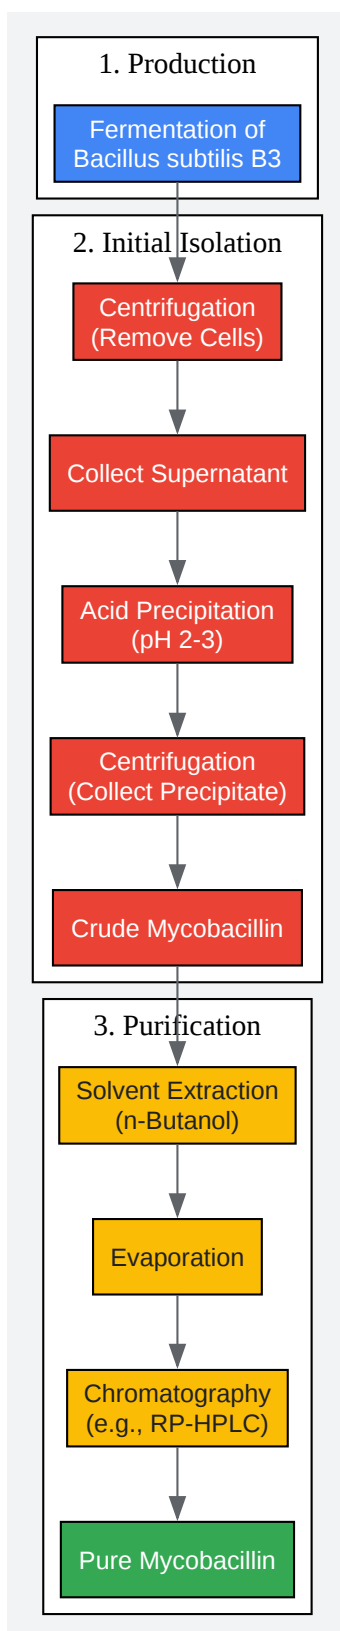 1. Production
Fermentation of
Bacillus subtilis B3
2. Initial Isolation
Centrifugation
(Remove Cells)
Collect Supernatant
Acid Precipitation
(pH 2-3)
Centrifugation
(Collect Precipitate)
Crude Mycobacillin
3. Purification
Solvent Extraction
(n-Butanol)
Evaporation
Chromatography
(e.g., RP-HPLC)
Pure Mycobacillin